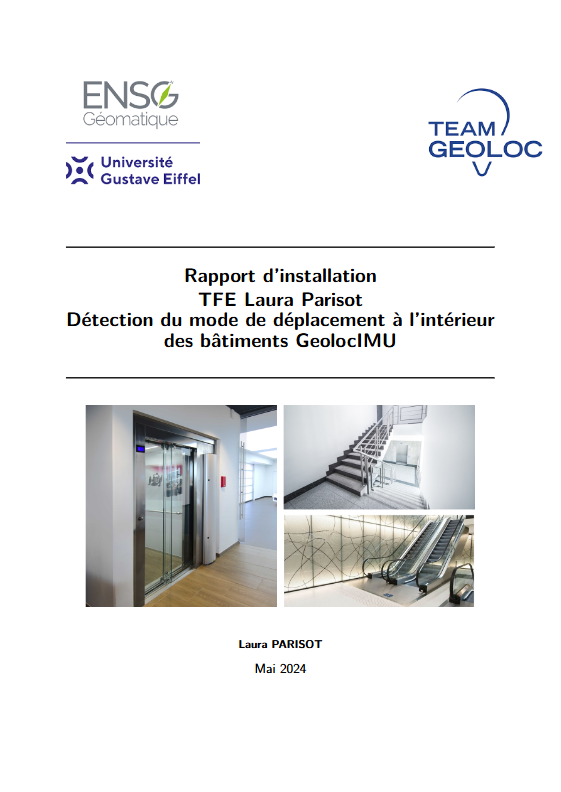 ENSG
Géomatique
Université
Gustave Eiffel
TEAM
GEOLOC
Rapport d'installation
TFE Laura Parisot
Détection du mode de déplacement à l'intérieur
des bâtiments GeolocIMU
Laura PARISOT
Mai 2024